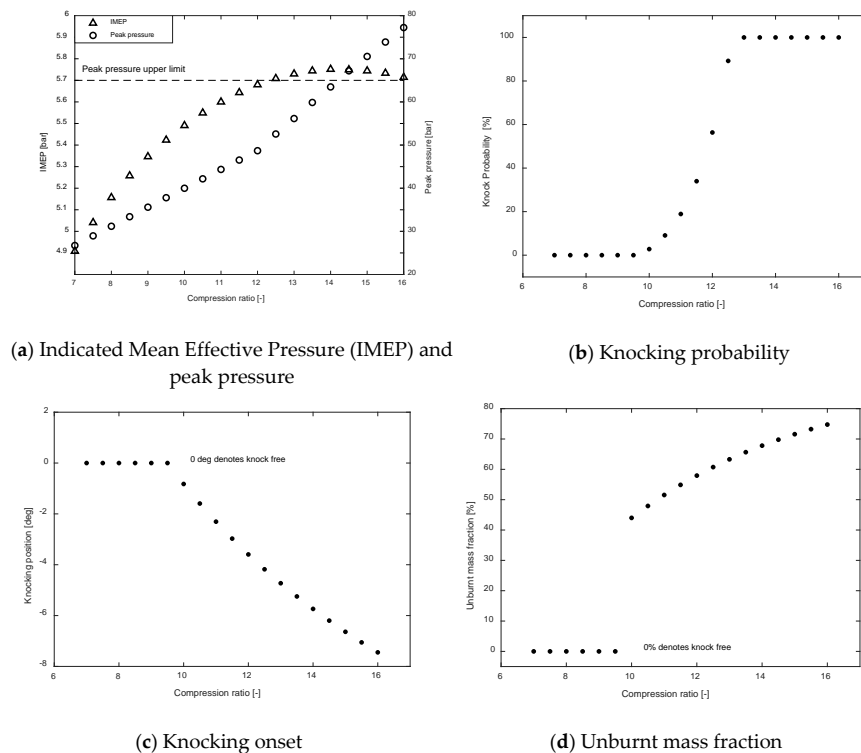 IMEP
Peak pressure
Peak pressure upper limit
6
5.9
5.8
5.7
5.6
5.5
5.4
5.3
5.2
5.1
5
4.9
IMEP [bar]
80
70
60
50
40
30
20
Peak pressure [bar]
7 8 9 10 11 12 13 14 15 16
Compression ratio [-]
(a) Indicated Mean Effective Pressure (IMEP) and
peak pressure
100
80
60
40
20
0
Knock Probability [%]
6 8 10 12 14 16
Compression ratio [-]
(b) Knocking probability
2
0
-2
-4
-6
-8
Knocking position [deg]
0 deg denotes knock free
6 8 10 12 14 16
Compression ratio [-]
(c) Knocking onset
80
70
60
50
40
30
20
10
0
Unburnt mass fraction [%]
0% denotes knock free
6 8 10 12 14 16
Compression ratio [-]
(d) Unburnt mass fraction